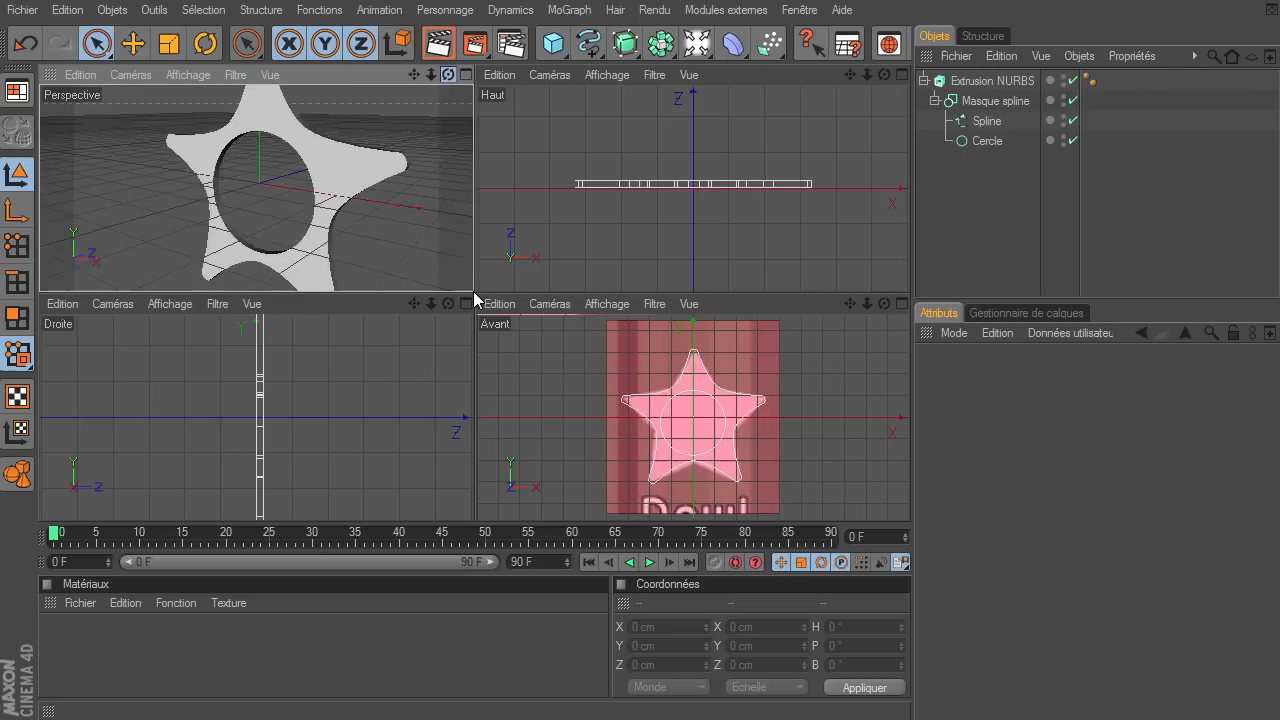 Fichier Edition Objets Outils Sélection Structure Fonctions Animation Personnage Dynamics MoGraph Hair Rendu Modules externes Fenêtre Aide
X Y Z
Objets Structure
Fichier Edition Vue Objets Propriétés
Edition Caméras Affichage Filtre Vue
Perspective
Y Z X
Edition Caméras Affichage Filtre Vue
Haut
Z X
Z Y X
Extrusion NURBS
Masque spline
Spline
Cercle
Edition Caméras Affichage Filtre Vue
Droite
Y Z
Y X Z
Edition Caméras Affichage Filtre Vue
Avant
Y X
Y Z X
Attributs Gestionnaire de calques
Mode Edition Données utilisateu
0 5 10 15 20 25 30 35 40 45 50 55 60 65 70 75 80 85 90 0 F
0 F 0 F 90 F 90 F
Matériaux
Fichier Edition Fonction Texture
Coordonnées
-- -- --
X 0 cm X 0 cm H 0 °
Y 0 cm Y 0 cm P 0 °
Z 0 cm Z 0 cm B 0 °
Monde Echelle Appliquer
MAXON
CINEMA 4D